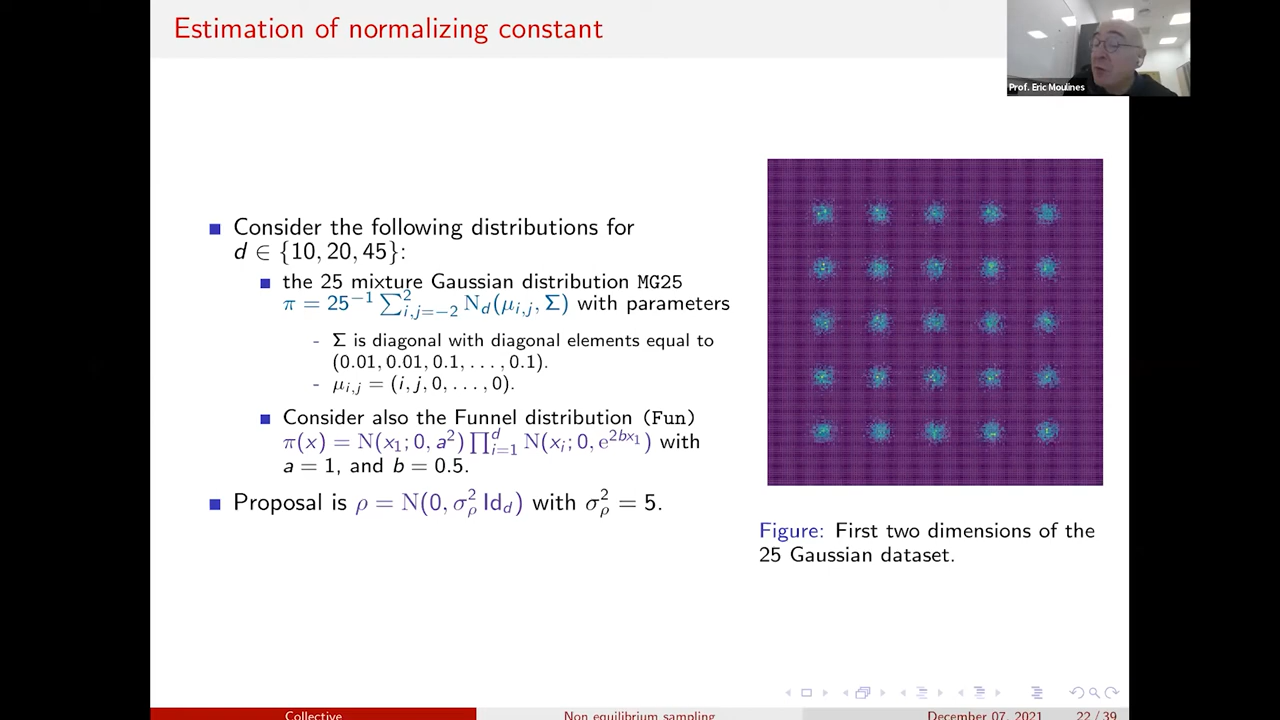 Estimation of normalizing constant
Prof. Eric Moulines
Consider the following distributions for
d ∈ {10, 20, 45}:
the 25 mixture Gaussian distribution MG25
π = 25⁻¹ ∑²ᵢ,ⱼ₌₋₂ N_d(μᵢ,ⱼ, Σ) with parameters
- Σ is diagonal with diagonal elements equal to
(0.01, 0.01, 0.1, . . . , 0.1).
- μᵢ,ⱼ = (i, j, 0, . . . , 0).
Consider also the Funnel distribution (Fun)
π(x) = N(x₁; 0, a²) ∏ᵈᵢ₌₁ N(xᵢ; 0, e^{2bx₁}) with
a = 1, and b = 0.5.
Proposal is ρ = N(0, σ²_ρ Id_d) with σ²_ρ = 5.
Figure: First two dimensions of the
25 Gaussian dataset.
Collective
Non equilibrium sampling
December 07, 2021
22 / 39